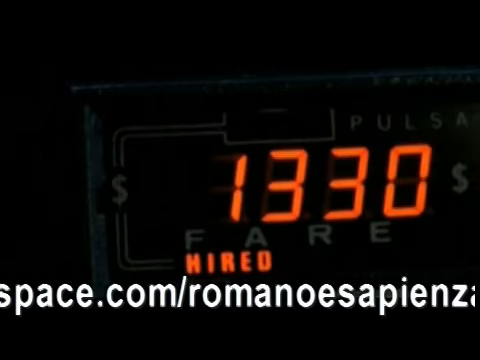 PULSA
$ 1330 $
FARE
HIRED
space.com/romanoesapienza